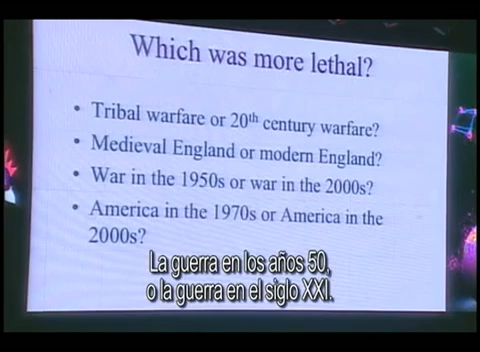 Which was more lethal?
• Tribal warfare or 20th century warfare?
• Medieval England or modern England?
• War in the 1950s or war in the 2000s?
• America in the 1970s or America in the
2000s?
La guerra en los años 50,
o la guerra en el siglo XXI.